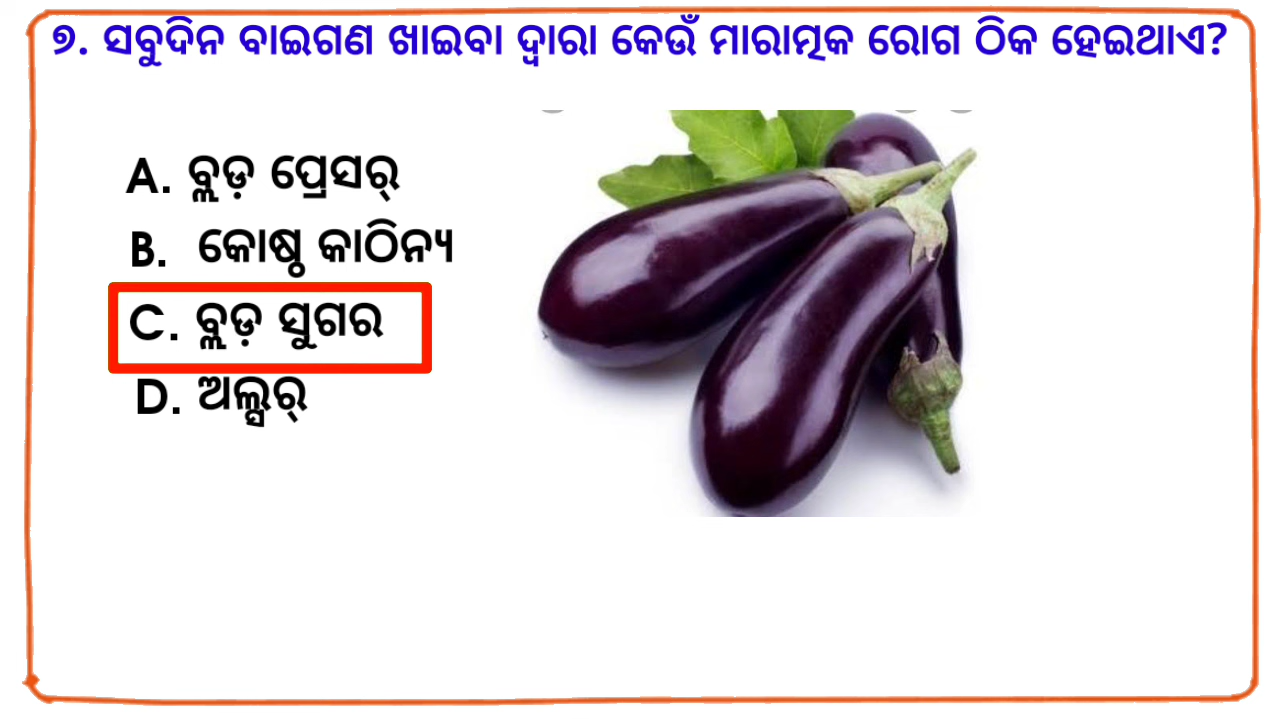 ୭. ସବୁଦିନ ବାଇଗଣ ଖାଇବା ଦ୍ୱାରା କେଉଁ ମାରାତ୍ମକ ରୋଗ ଠିକ ହେଇଥାଏ?
A. ବ୍ଲଡ଼ ପ୍ରେସର୍
B. କୋଷ୍ଠ କାଠିନ୍ୟ
C. ବ୍ଲଡ଼ ସୁଗର
D. ଅଲ୍ସର୍